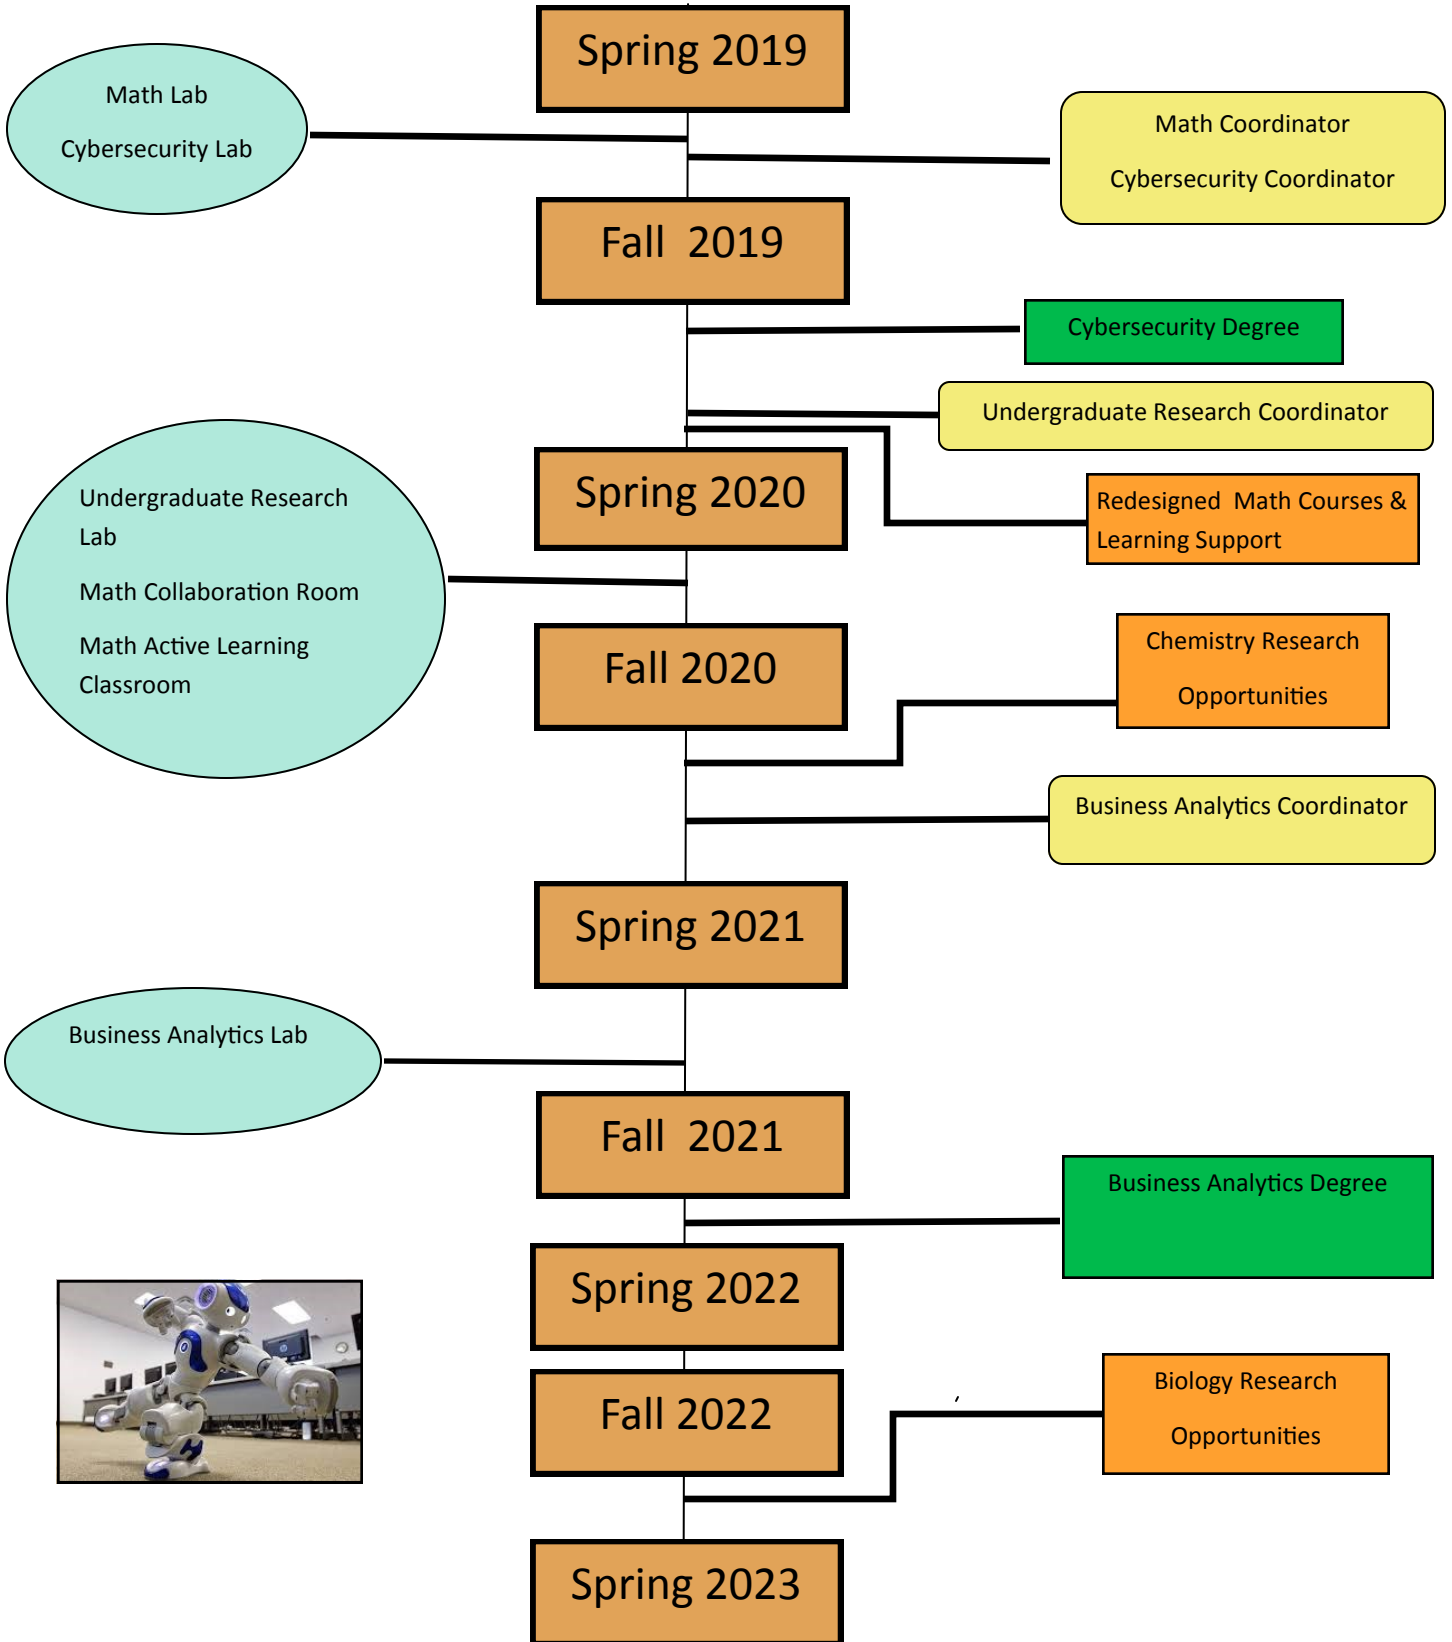 Spring 2019
Math Lab
Cybersecurity Lab
Math Coordinator
Cybersecurity Coordinator
Fall 2019
Cybersecurity Degree
Undergraduate Research Coordinator
Spring 2020
Redesigned Math Courses &
Learning Support
Undergraduate Research
Lab
Math Collaboration Room
Math Active Learning
Classroom
Fall 2020
Chemistry Research
Opportunities
Business Analytics Coordinator
Spring 2021
Business Analytics Lab
Fall 2021
Business Analytics Degree
Spring 2022
Fall 2022
Biology Research
Opportunities
Spring 2023